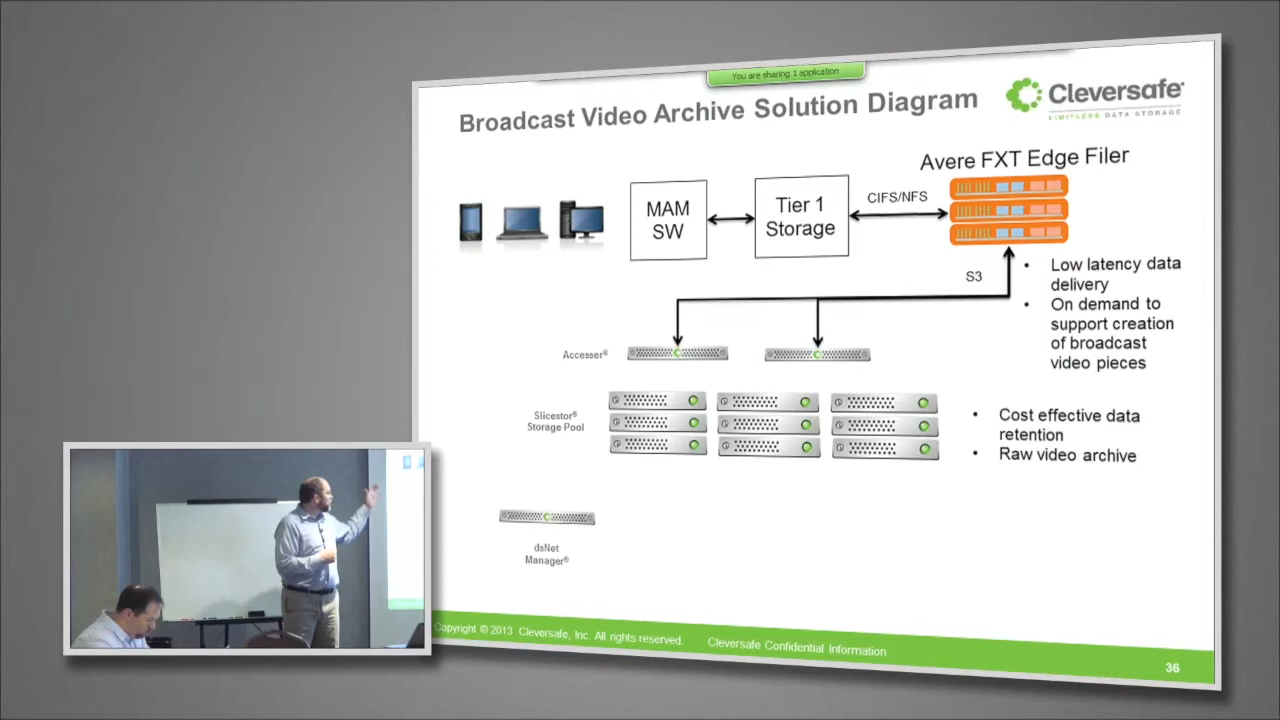 You are sharing 1 application
Broadcast Video Archive Solution Diagram
Cleversafe®
LIMITLESS DATA STORAGE
Avere FXT Edge Filer
MAM
SW
Tier 1
Storage
CIFS/NFS
S3
• Low latency data
delivery
• On demand to
support creation
of broadcast
video pieces
Accesser®
Slicestor®
Storage Pool
• Cost effective data
retention
• Raw video archive
dsNet
Manager®
Copyright © 2013 Cleversafe, Inc. All rights reserved.
Cleversafe Confidential Information
36